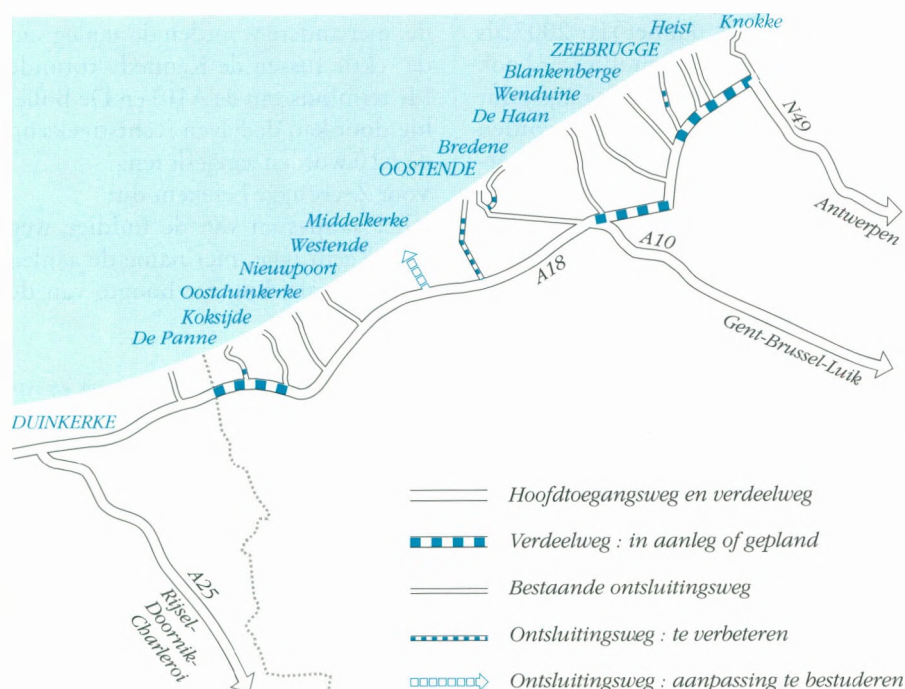 Knokke
Heist
ZEEBRUGGE
Blankenberge
Wenduine
De Haan
Bredene
OOSTENDE
Middelkerke
Westende
Nieuwpoort
Oostduinkerke
Koksijde
De Panne
DUINKERKE
N49
Antwerpen
A10
A18
Gent-Brussel-Luik
A25
Rijsel-
Doornik-
Charleroi
Hoofdtoegangsweg en verdeelweg
Verdeelweg : in aanleg of gepland
Bestaande ontsluitingsweg
Ontsluitingsweg : te verbeteren
Ontsluitingsweg : aanpassing te bestuderen